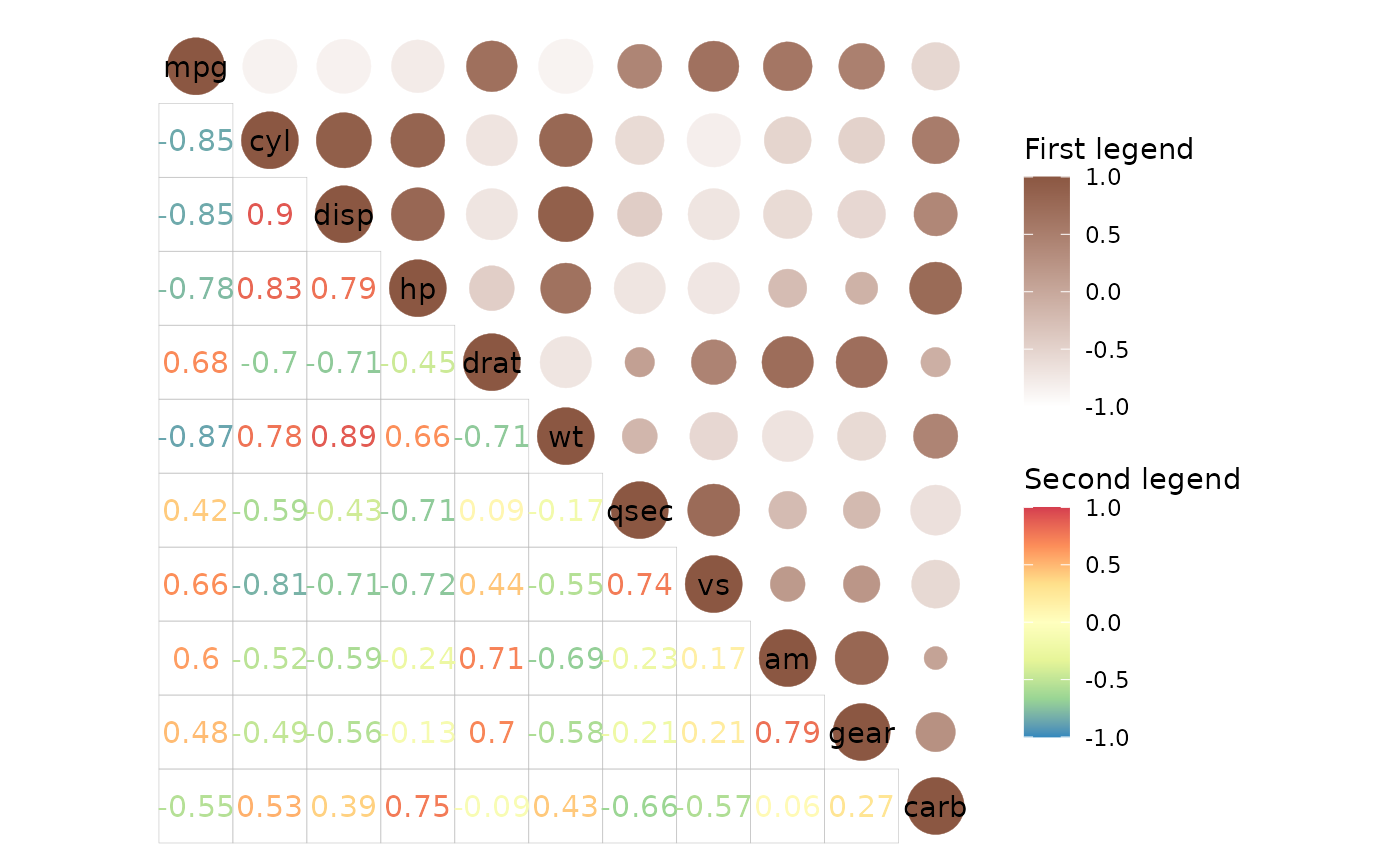 mpg
-0.85 cyl
-0.85 0.9 disp
-0.78 0.83 0.79 hp
0.68 -0.7 -0.71 -0.45 drat
-0.87 0.78 0.89 0.66 -0.71 wt
0.42 -0.59 -0.43 -0.71 0.09 -0.17 qsec
0.66 -0.81 -0.71 -0.72 0.44 -0.55 0.74 vs
0.6 -0.52 -0.59 -0.24 0.71 -0.69 -0.23 0.17 am
0.48 -0.49 -0.56 -0.13 0.7 -0.58 -0.21 0.21 0.79 gear
-0.55 0.53 0.39 0.75 -0.09 0.43 -0.66 -0.57 0.06 0.27 carb
First legend
1.0
0.5
0.0
-0.5
-1.0
Second legend
1.0
0.5
0.0
-0.5
-1.0